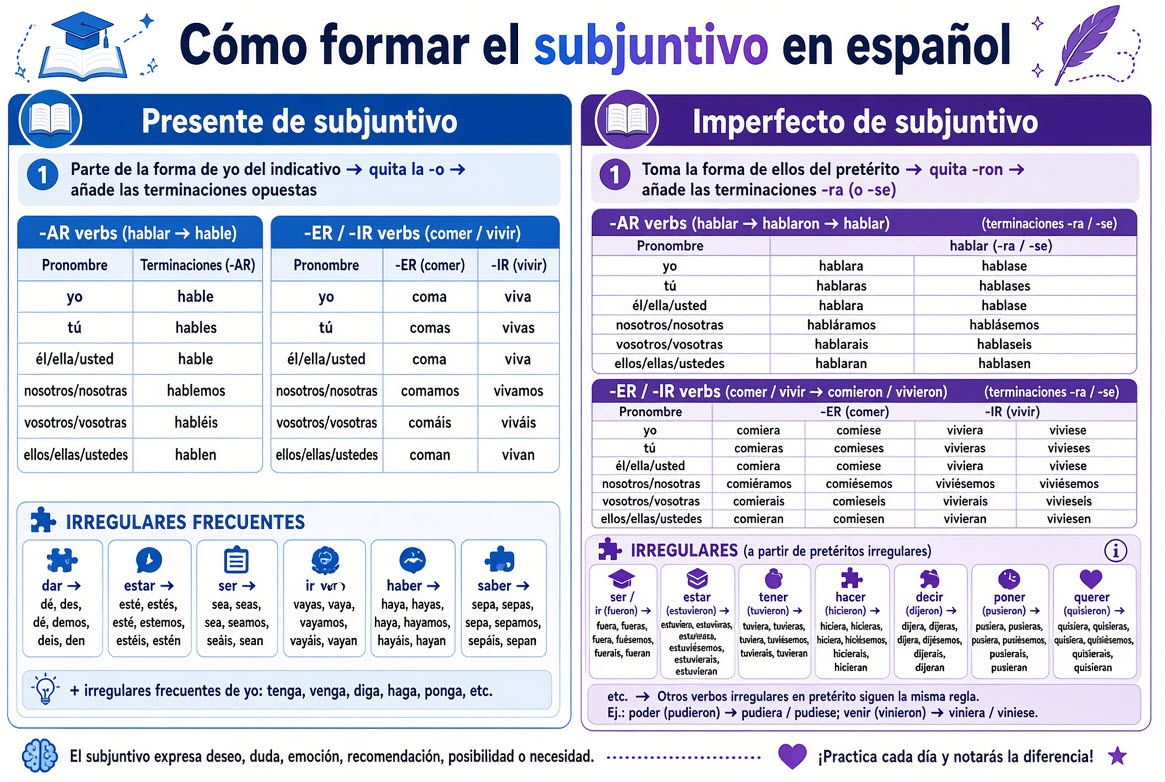 Cómo formar el subjuntivo en español
Presente de subjuntivo
1 Parte de la forma de yo del indicativo → quita la -o →
añade las terminaciones opuestas
-AR verbs (hablar → hable)
Pronombre Terminaciones (-AR)
yo hable
tú hables
él/ella/usted hable
nosotros/nosotras hablemos
vosotros/vosotras habléis
ellos/ellas/ustedes hablen
-ER / -IR verbs (comer / vivir)
Pronombre -ER (comer) -IR (vivir)
yo coma viva
tú comas vivas
él/ella/usted coma viva
nosotros/nosotras comamos vivamos
vosotros/vosotras comáis viváis
ellos/ellas/ustedes coman vivan
IRREGULARES FRECUENTES
dar →
dé, des,
dé, demos,
deis, den
estar →
esté, estés,
esté, estemos,
estéis, estén
ser →
sea, seas,
sea, seamos,
seáis, sean
ir
vayas, vaya,
vayamos,
vayáis, vayan
haber →
haya, hayas,
haya, hayamos,
hayáis, hayan
saber →
sepa, sepas,
sepa, sepamos,
sepáis, sepan
+ irregulares frecuentes de yo: tenga, venga, diga, haga, ponga, etc.
Imperfecto de subjuntivo
1 Toma la forma de ellos del pretérito → quita -ron →
añade las terminaciones -ra (o -se)
-AR verbs (hablar → hablaron → hablar) (terminaciones -ra / -se)
Pronombre hablar (-ra / -se)
yo hablara hablase
tú hablaras hablases
él/ella/usted hablara hablase
nosotros/nosotras habláramos hablásemos
vosotros/vosotras hablarais hablaseis
ellos/ellas/ustedes hablaran hablasen
-ER / -IR verbs (comer / vivir → comieron / vivieron) (terminaciones -ra / -se)
Pronombre -ER (comer) -IR (vivir)
yo comiera comiese viviera viviese
tú comieras comieses vivieras vivieses
él/ella/usted comiera comiese viviera viviese
nosotros/nosotras comiéramos comiésemos viviésemos viviésemos
vosotros/vosotras comierais comieseis vivierais vivieseis
ellos/ellas/ustedes comieran comiesen vivieran viviesen
IRREGULARES (a partir de pretéritos irregulares) i
ser /
ir (fueron) →
fuera, fueras,
fuera, fuésemos,
fuerais, fueran
estar
(estuvieron) →
estuviésemos,
estuvierais,
estuvieran
tener
(tuvieron) →
tuviera, tuvieras,
tuviera, tuviésemos,
tuvierais, tuvieran
hacer
(hicieron) →
hiciera, hicieras,
hiciera, hiciésemos,
hicierais,
hicieran
decir
(dijeron) →
dijera, dijeras,
dijera, dijésemos,
dijerais,
dijeran
poner
(pusieron) →
pusiera, pusieras,
pusiera, pusiésemos,
pusierais,
pusieran
querer
(quisieron) →
quisiera, quisieras,
quisiera, quisiésemos,
quisierais,
quisieran
etc. → Otros verbos irregulares en pretérito siguen la misma regla.
Ej.: poder (pudieron) → pudiera / pudiese; venir (vinieron) → viniera / viniese.
El subjuntivo expresa deseo, duda, emoción, recomendación, posibilidad o necesidad.
¡Practica cada día y notarás la diferencia!